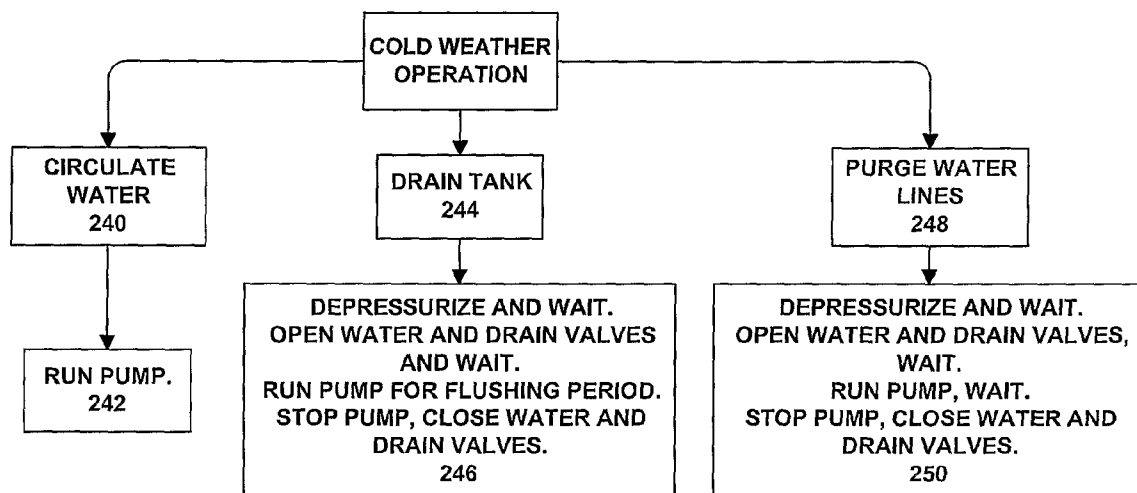 COLD WEATHER
OPERATION
CIRCULATE
WATER
240
DRAIN TANK
244
PURGE WATER
LINES
248
RUN PUMP.
242
DEPRESSURIZE AND WAIT.
OPEN WATER AND DRAIN VALVES
AND WAIT.
RUN PUMP FOR FLUSHING PERIOD.
STOP PUMP, CLOSE WATER AND
DRAIN VALVES.
246
DEPRESSURIZE AND WAIT.
OPEN WATER AND DRAIN VALVES,
WAIT.
RUN PUMP, WAIT.
STOP PUMP, CLOSE WATER AND
DRAIN VALVES.
250